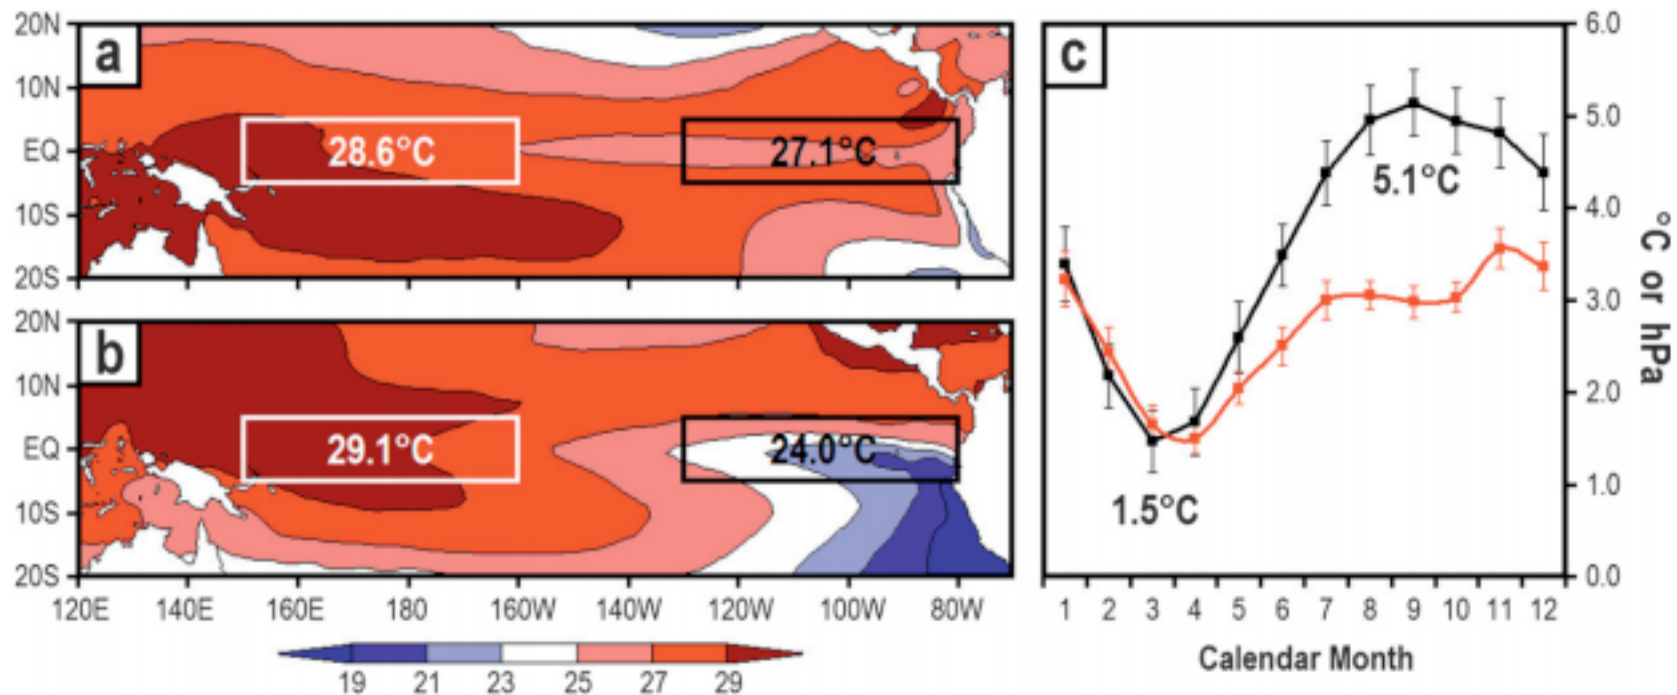 a
20N
10N
EQ
10S
20S
28.6°C
27.1°C
b
20N
10N
EQ
10S
20S
29.1°C
24.0°C
120E 140E 160E 180 160W 140W 120W 100W 80W
19 21 23 25 27 29
c
6.0
5.0
4.0
3.0
2.0
1.0
0.0
5.1°C
1.5°C
°C or hPa
1 2 3 4 5 6 7 8 9 10 11 12
Calendar Month